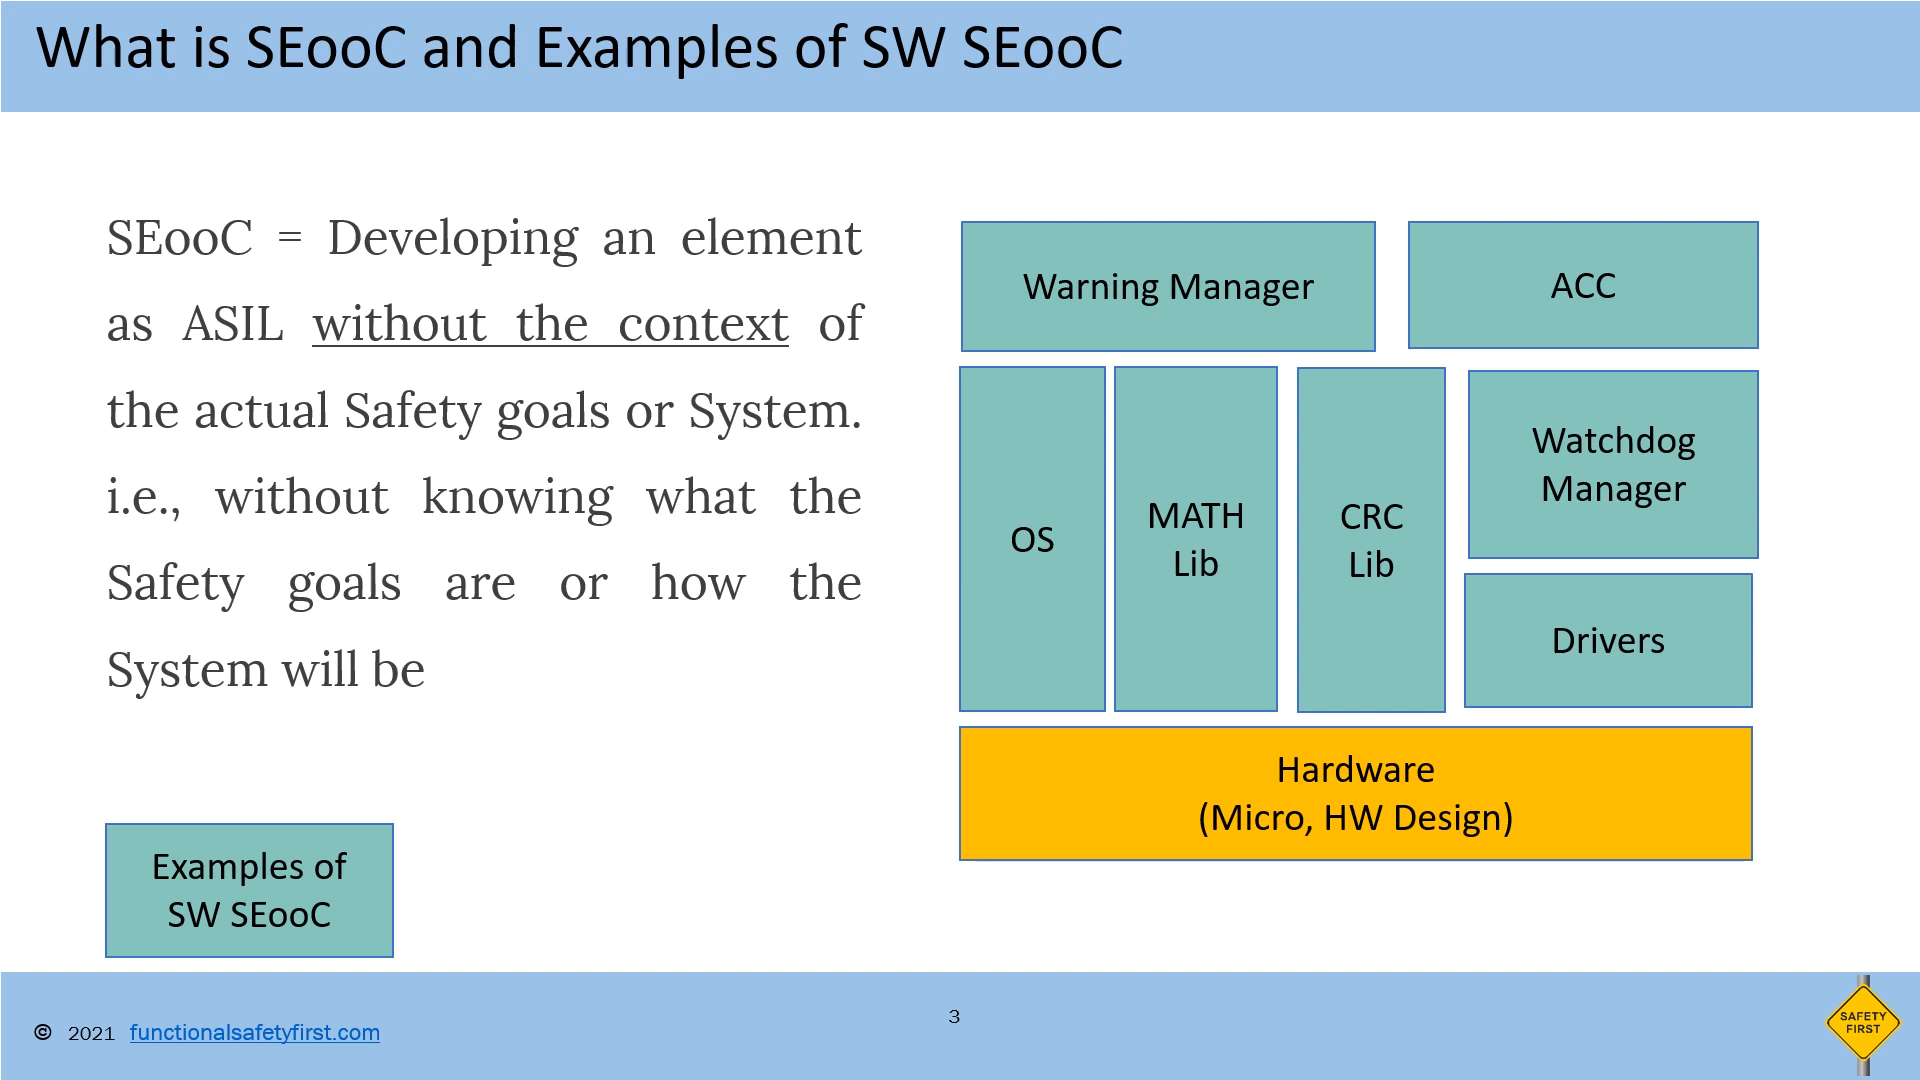 What is SEooC and Examples of SW SEooC
SEooC = Developing an element
as ASIL without the context of
the actual Safety goals or System.
i.e., without knowing what the
Safety goals are or how the
System will be
Examples of
SW SEooC
Warning Manager
ACC
OS
MATH
Lib
CRC
Lib
Watchdog
Manager
Drivers
Hardware
(Micro, HW Design)
© 2021 functionalsafetyfirst.com
3
SAFETY
FIRST